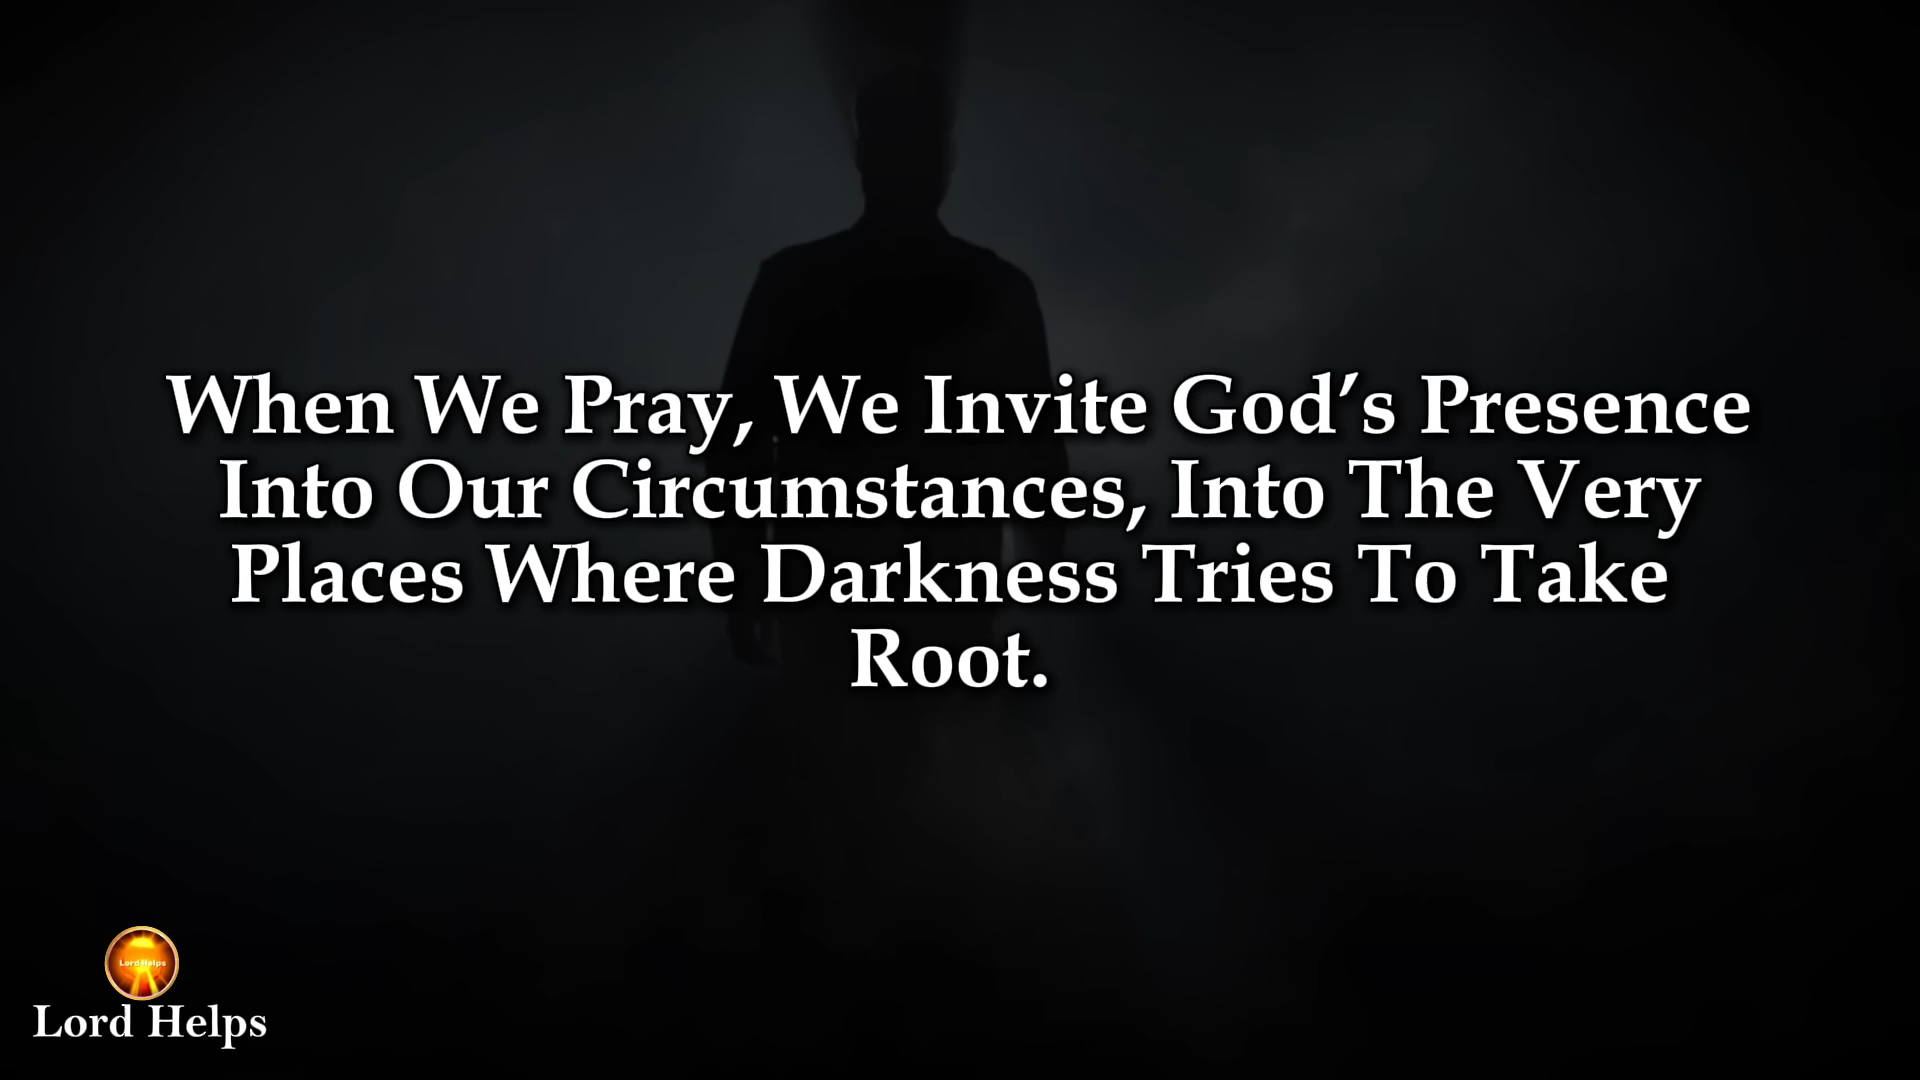 When We Pray, We Invite God’s Presence
Into Our Circumstances, Into The Very
Places Where Darkness Tries To Take
Root.
Lord Helps
Lord Helps